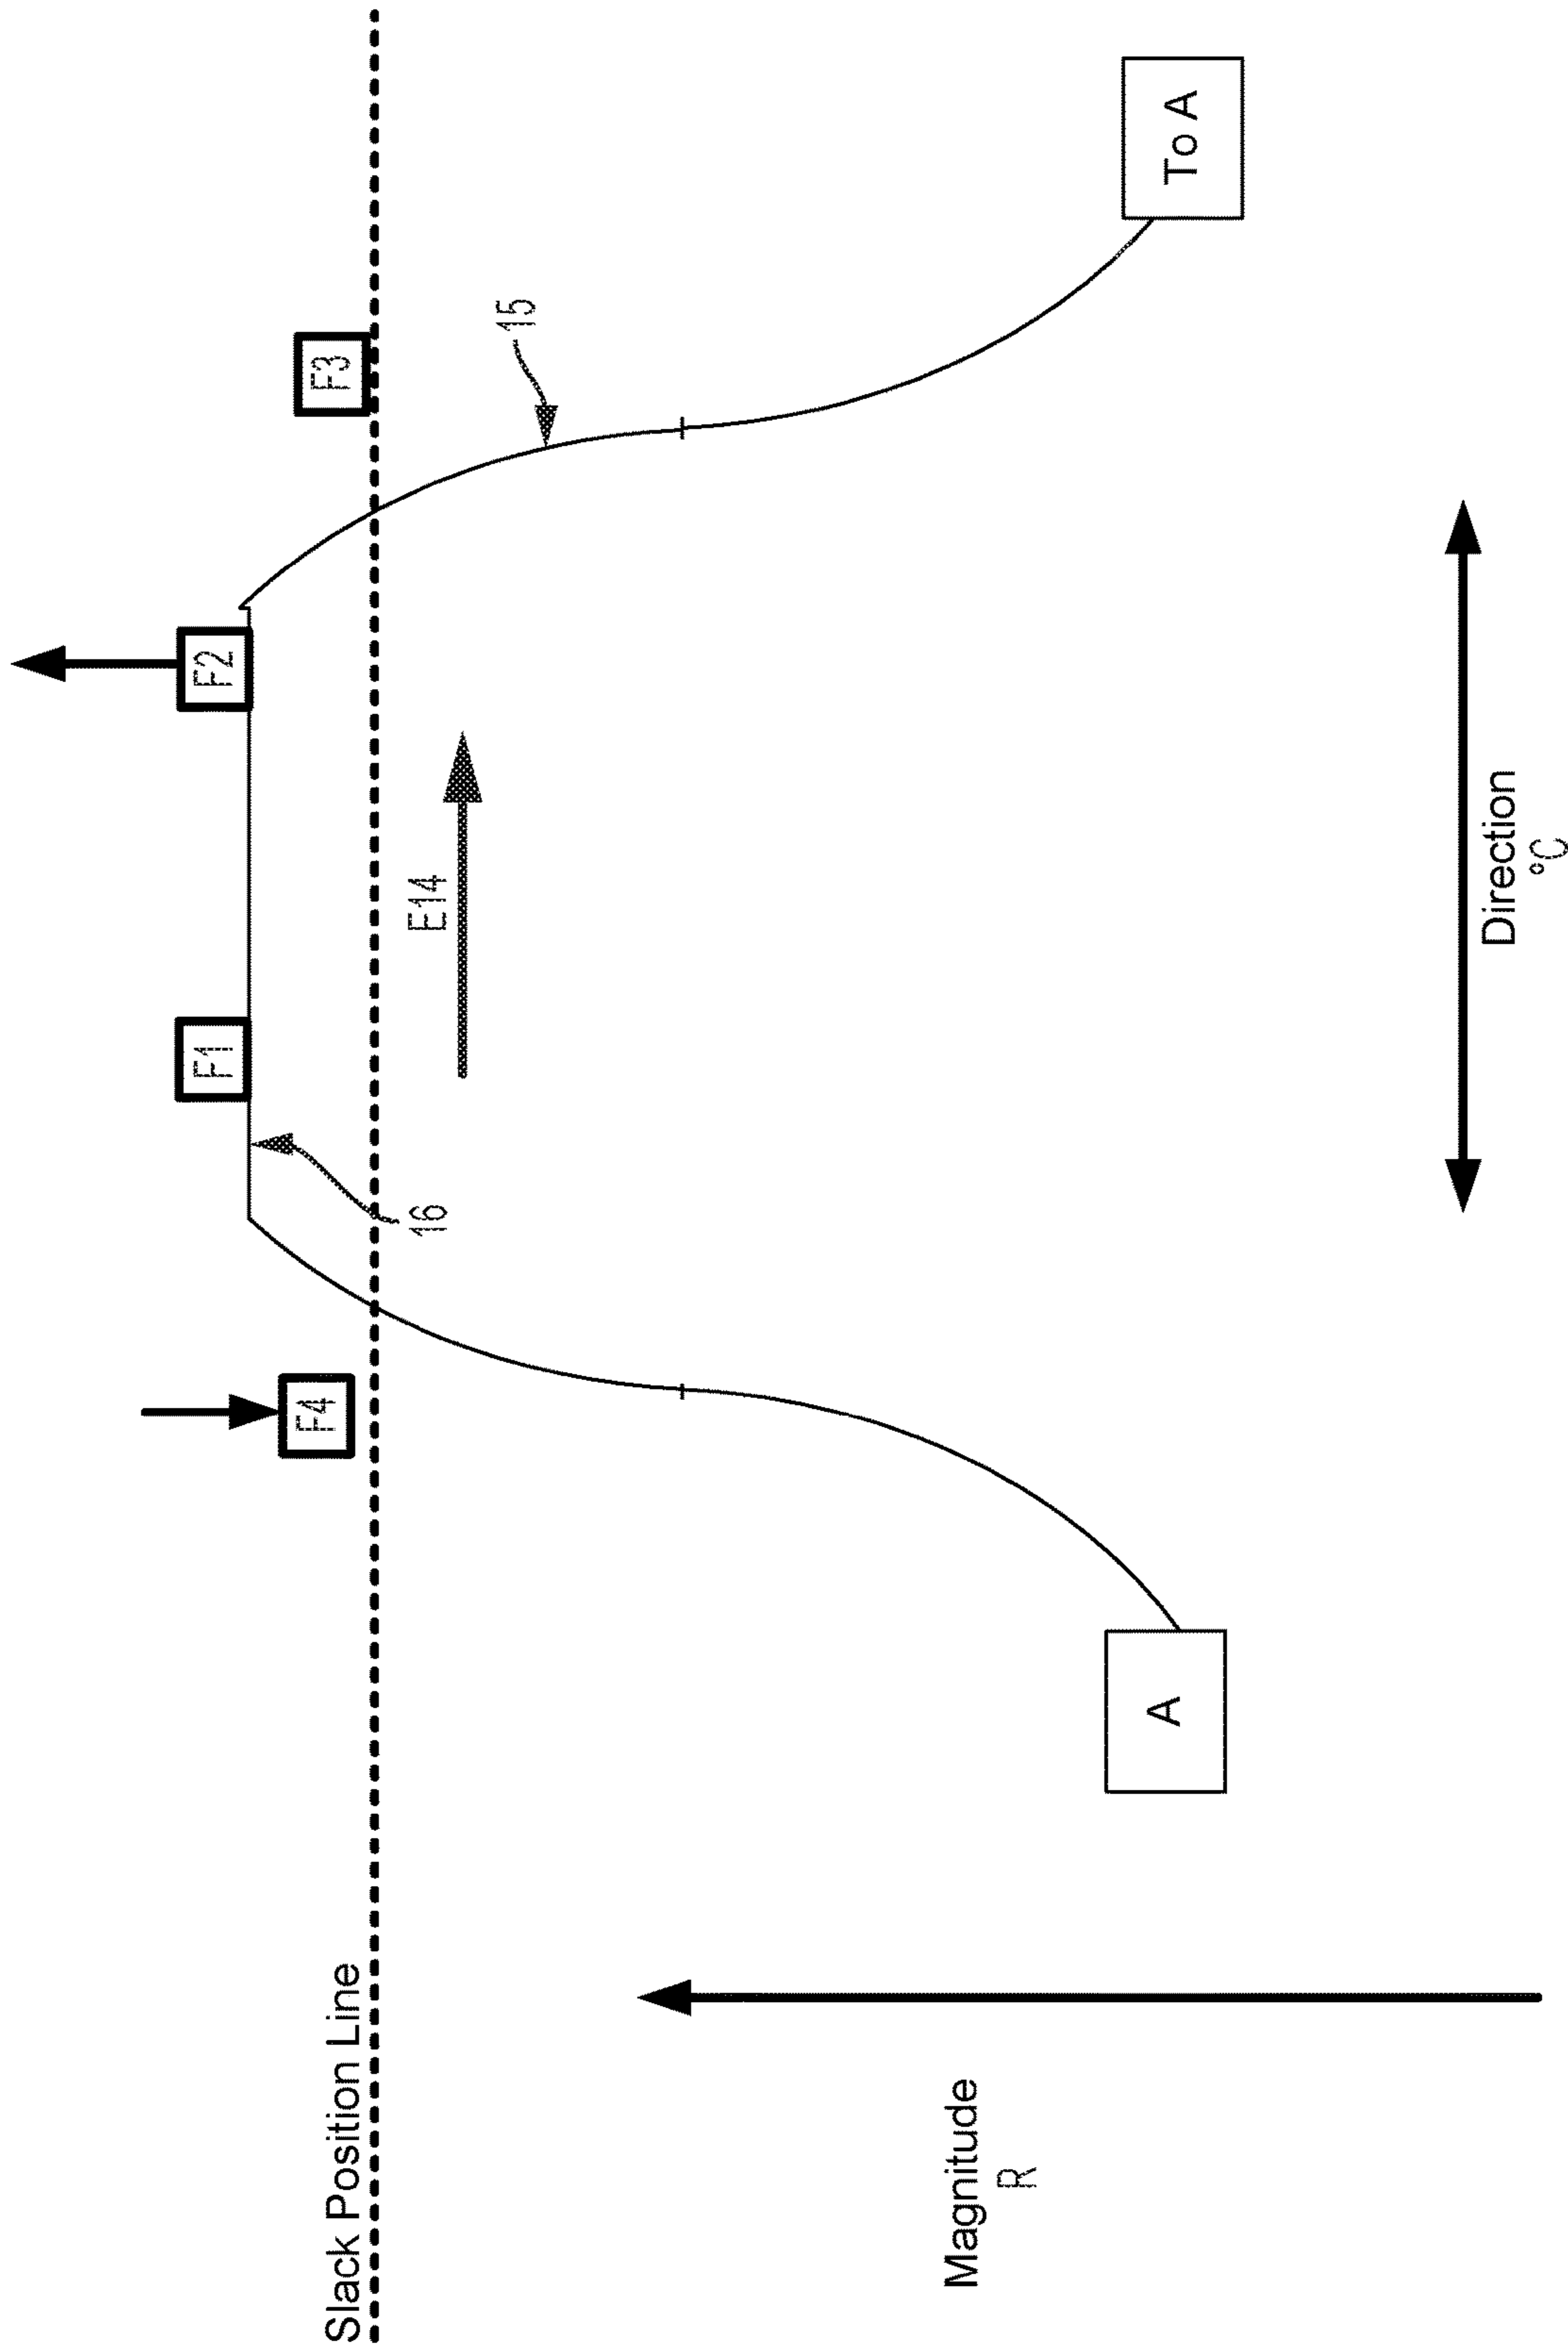 F2
F1
F3
F4
Slack Position Line
16
E14
15
A
To A
Magnitude
R
Direction
°C